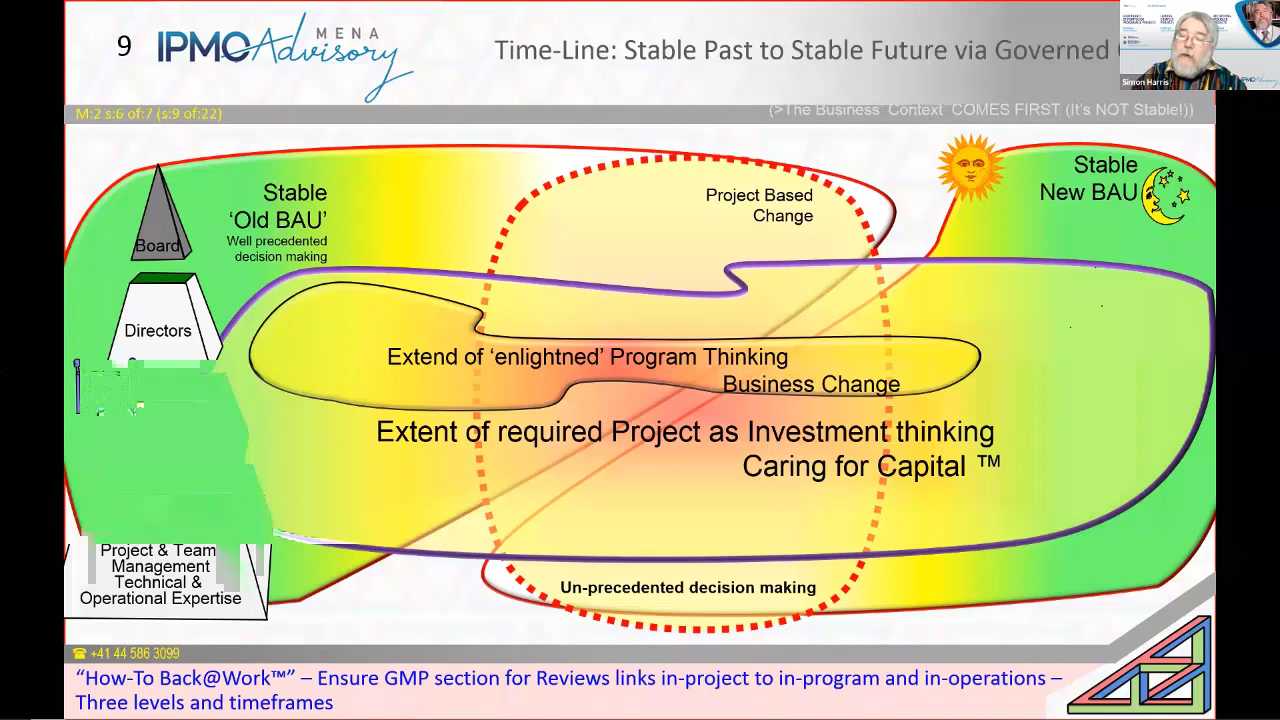 9
IPMO Advisory
MENA
Time-Line: Stable Past to Stable Future via Governed
Simon Harris
M:2 s:6 of:7 (s:9 of:22)
(>The Business' Context COMES FIRST (It's NOT Stable!))
Stable
'Old BAU'
Well precedented
decision making
Board
Directors
Project Based
Change
Stable
New BAU
Extend of 'enlightned' Program Thinking
Business Change
Extent of required Project as Investment thinking
Caring for Capital ™
Project & Team
Management
Technical &
Operational Expertise
Un-precedented decision making
☎ +41 44 586 3099
"How-To Back@Work™" – Ensure GMP section for Reviews links in-project to in-program and in-operations –
Three levels and timeframes